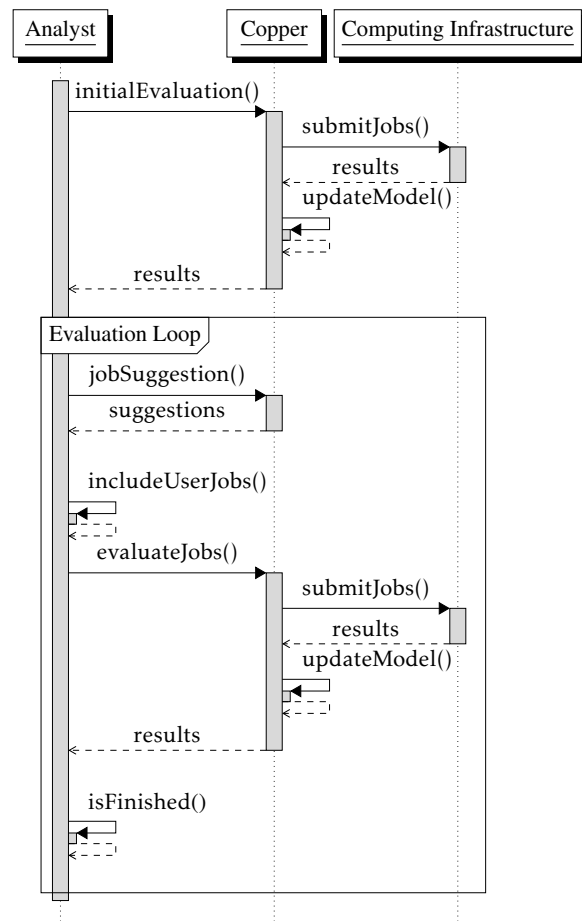 Analyst
Copper
Computing Infrastructure
initialEvaluation()
submitJobs()
results
updateModel()
results
Evaluation Loop
jobSuggestion()
suggestions
includeUserJobs()
evaluateJobs()
submitJobs()
results
updateModel()
results
isFinished()